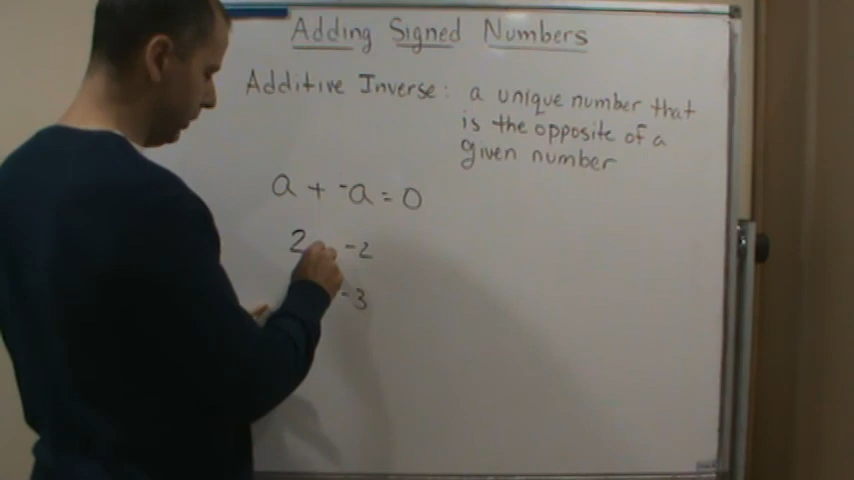 Adding Signed Numbers
Additive Inverse: a unique number that
is the opposite of a
given number
a + -a = 0
2 -2
-3